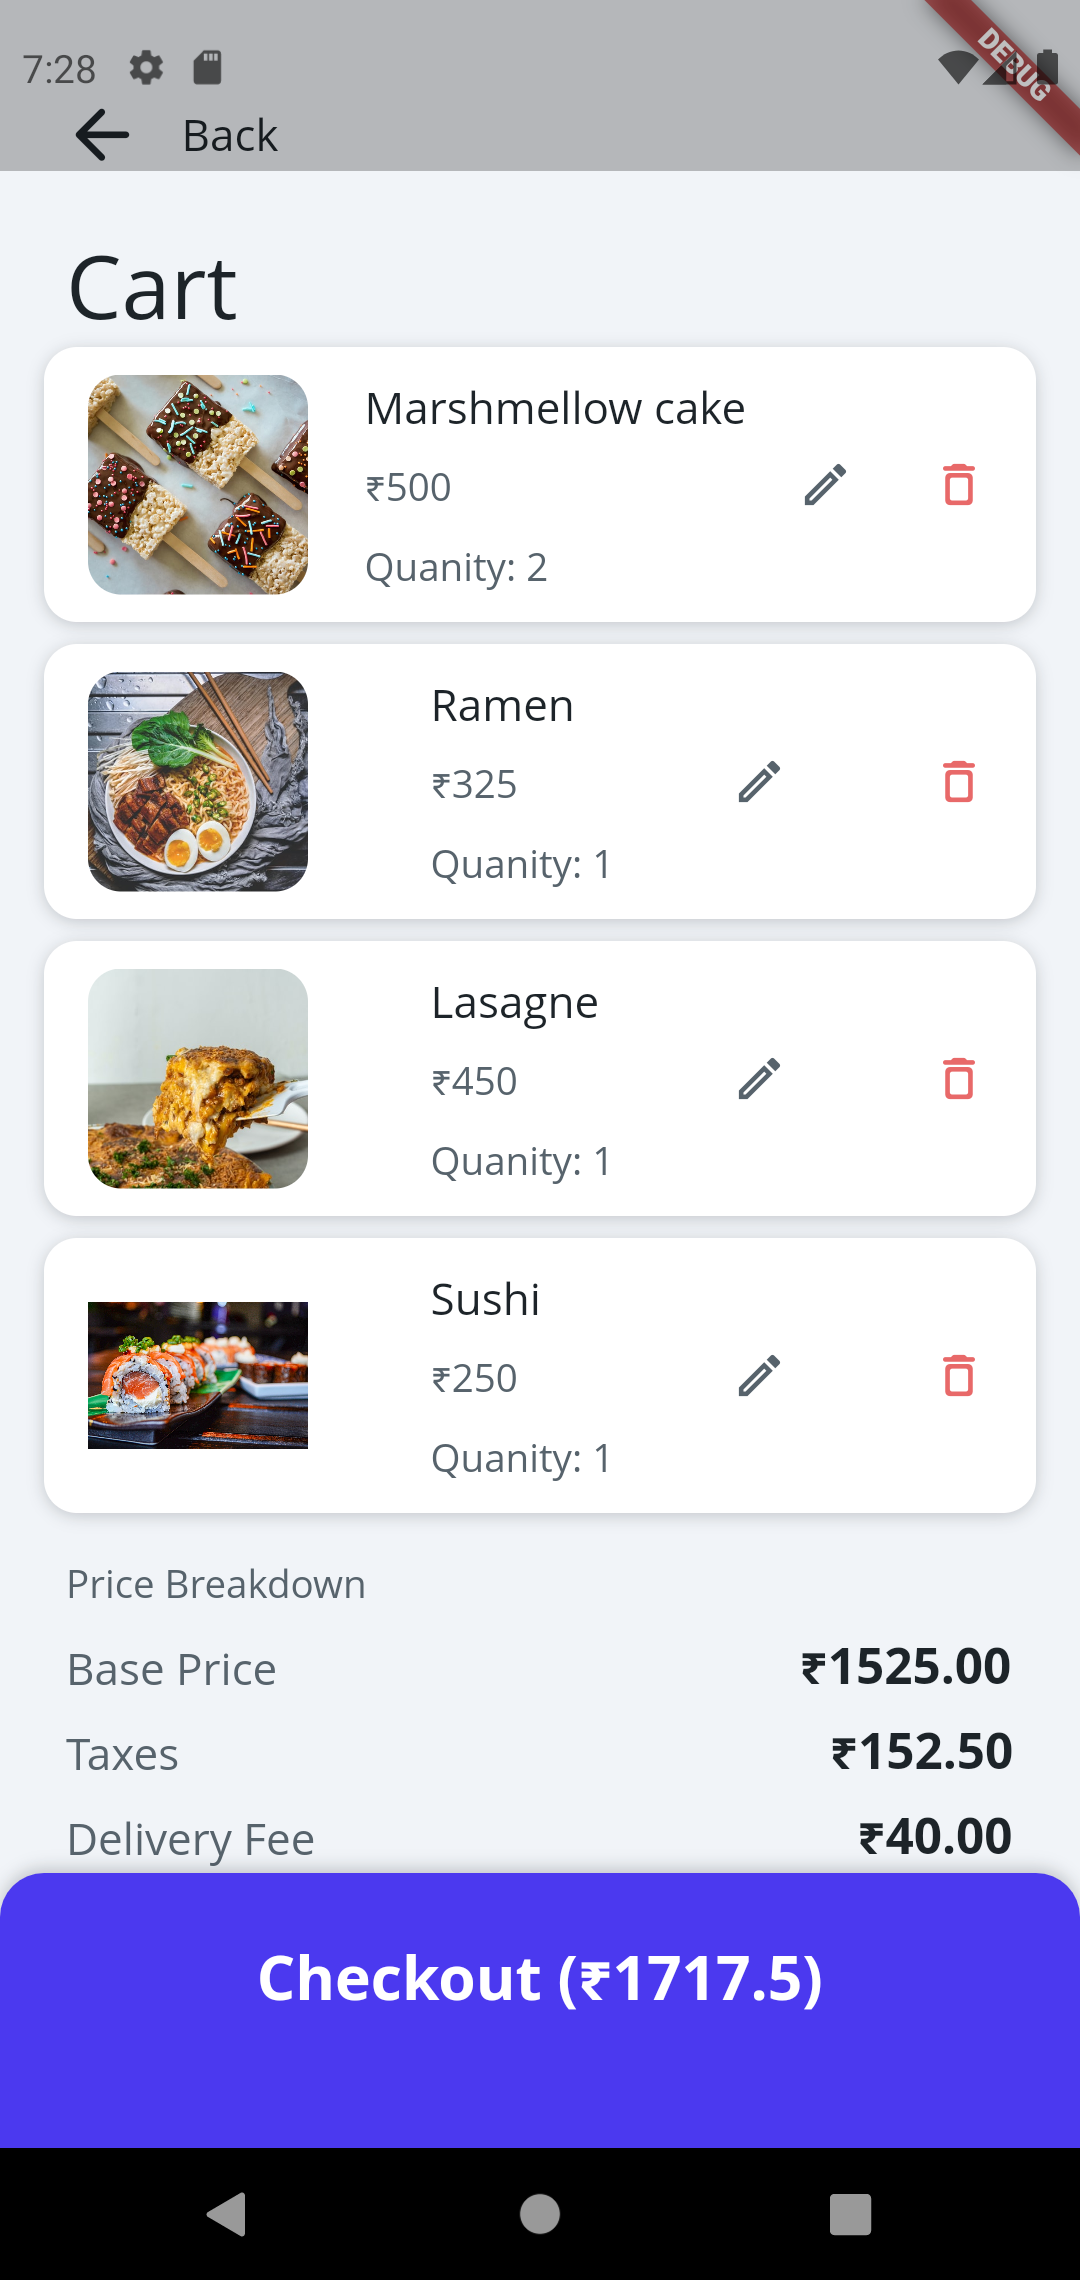 7:28
DEBUG
Back
Cart
Marshmellow cake
₹500
Quanity: 2
Ramen
₹325
Quanity: 1
Lasagne
₹450
Quanity: 1
Sushi
₹250
Quanity: 1
Price Breakdown
Base Price ₹1525.00
Taxes ₹152.50
Delivery Fee ₹40.00
Checkout (₹1717.5)